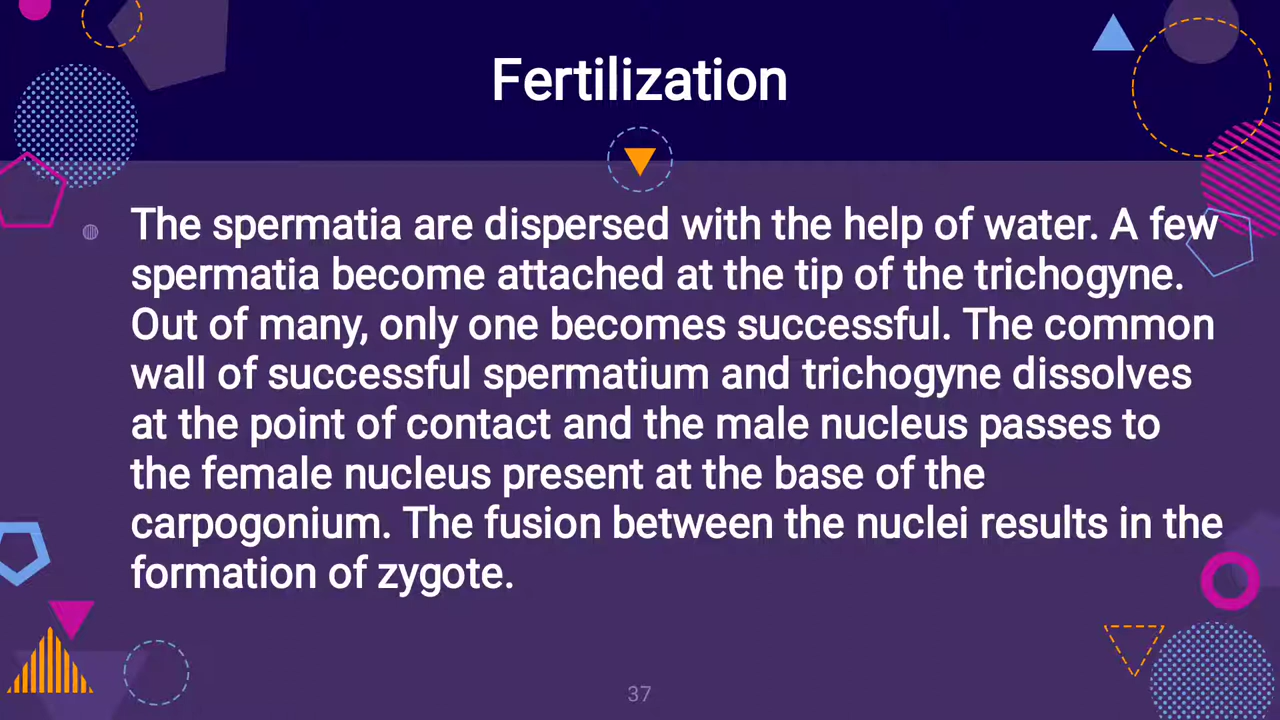 Fertilization
The spermatia are dispersed with the help of water. A few
spermatia become attached at the tip of the trichogyne.
Out of many, only one becomes successful. The common
wall of successful spermatium and trichogyne dissolves
at the point of contact and the male nucleus passes to
the female nucleus present at the base of the
carpogonium. The fusion between the nuclei results in the
formation of zygote.
37